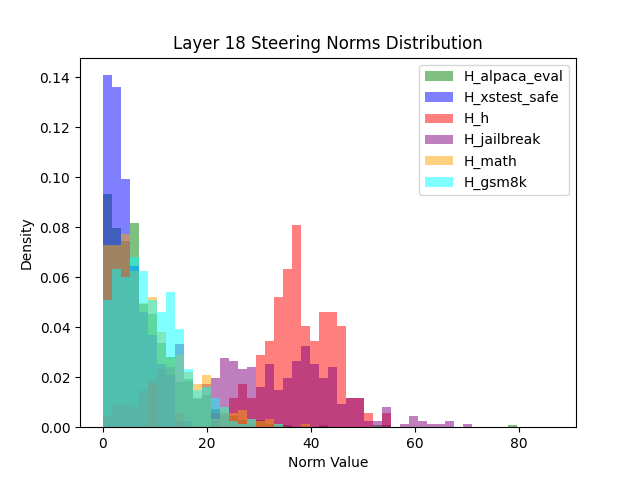 Layer 18 Steering Norms Distribution
0.14
0.12
0.10
0.08
0.06
0.04
0.02
0.00
Density
H_alpaca_eval
H_xstest_safe
H_h
H_jailbreak
H_math
H_gsm8k
0 20 40 60 80
Norm Value